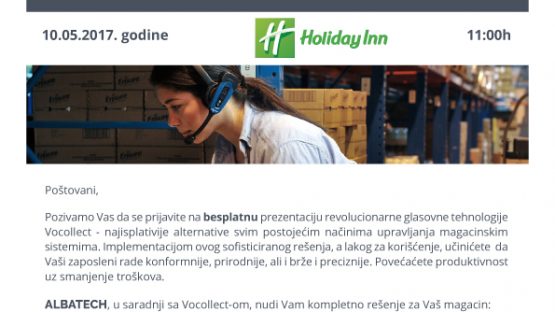 10.05.2017. godine
H Holiday Inn
11:00h
Poštovani,
Pozivamo Vas da se prijavite na besplatnu prezentaciju revolucionarne glasovne tehnologije
Vocollect - najisplativije alternative svim postojećim načinima upravljanja magacinskim
sistemima. Implementacijom ovog sofisticiranog rešenja, a lakog za korišćenje, učinićete da
Vaši zaposleni rade konformnije, prirodnije, ali i brže i preciznije. Povećaćete produktivnost
uz smanjenje troškova.
ALBATECH, u saradnji sa Vocollect-om, nudi Vam kompletno rešenje za Vaš magacin: